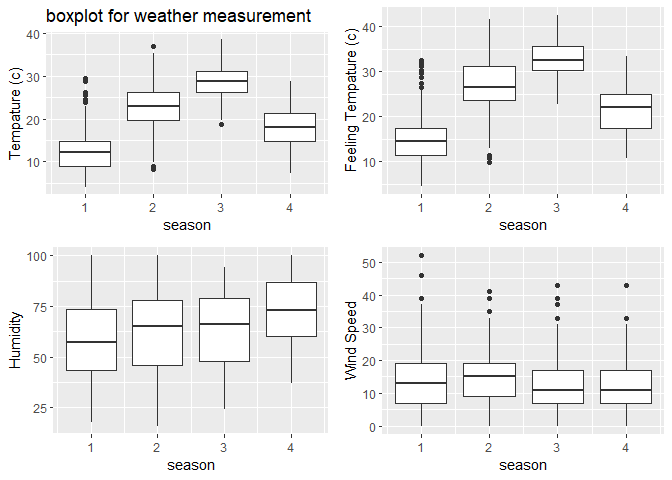 boxplot for weather measurement
Tempature (c)
40
30
20
10
1 2 3 4
season
Feeling Tempature (c)
40
30
20
10
1 2 3 4
season
Humidity
100
75
50
25
1 2 3 4
season
Wind Speed
50
40
30
20
10
0
1 2 3 4
season